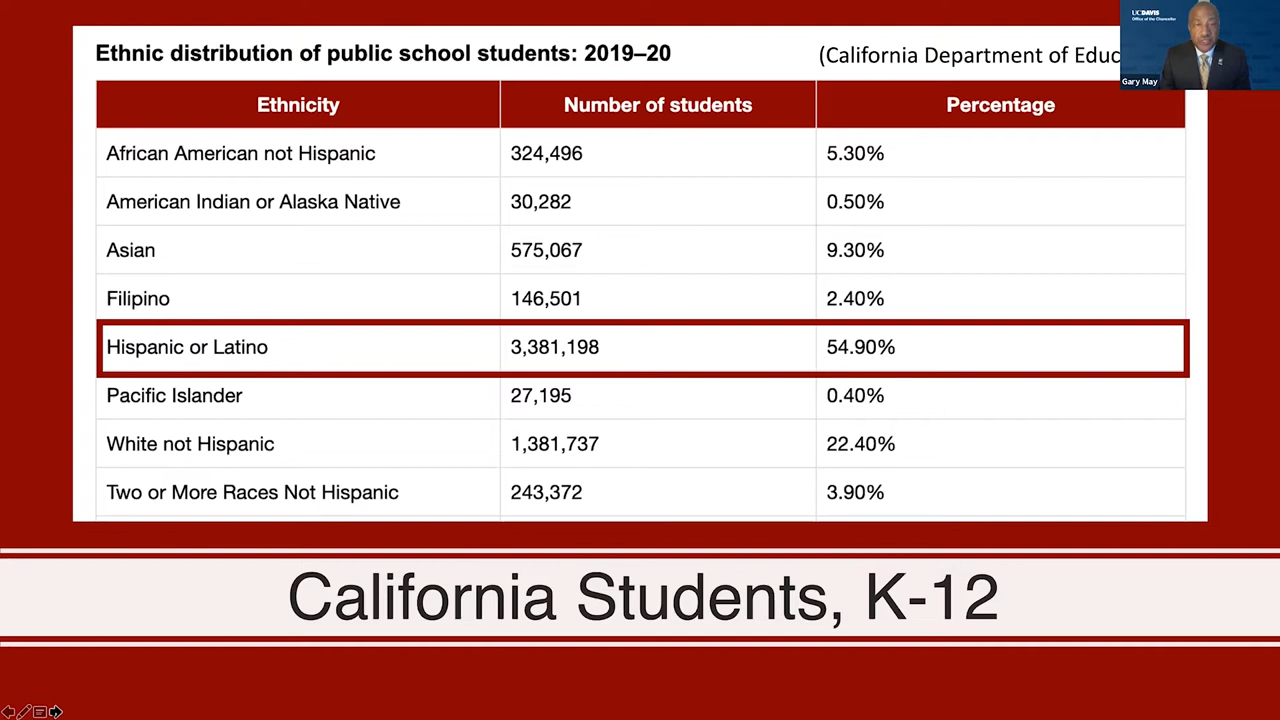 Ethnic distribution of public school students: 2019–20 (California Department of Educ
UCDAVIS
Office of the Chancellor
Gary May
Ethnicity Number of students Percentage
African American not Hispanic 324,496 5.30%
American Indian or Alaska Native 30,282 0.50%
Asian 575,067 9.30%
Filipino 146,501 2.40%
Hispanic or Latino 3,381,198 54.90%
Pacific Islander 27,195 0.40%
White not Hispanic 1,381,737 22.40%
Two or More Races Not Hispanic 243,372 3.90%
California Students, K-12